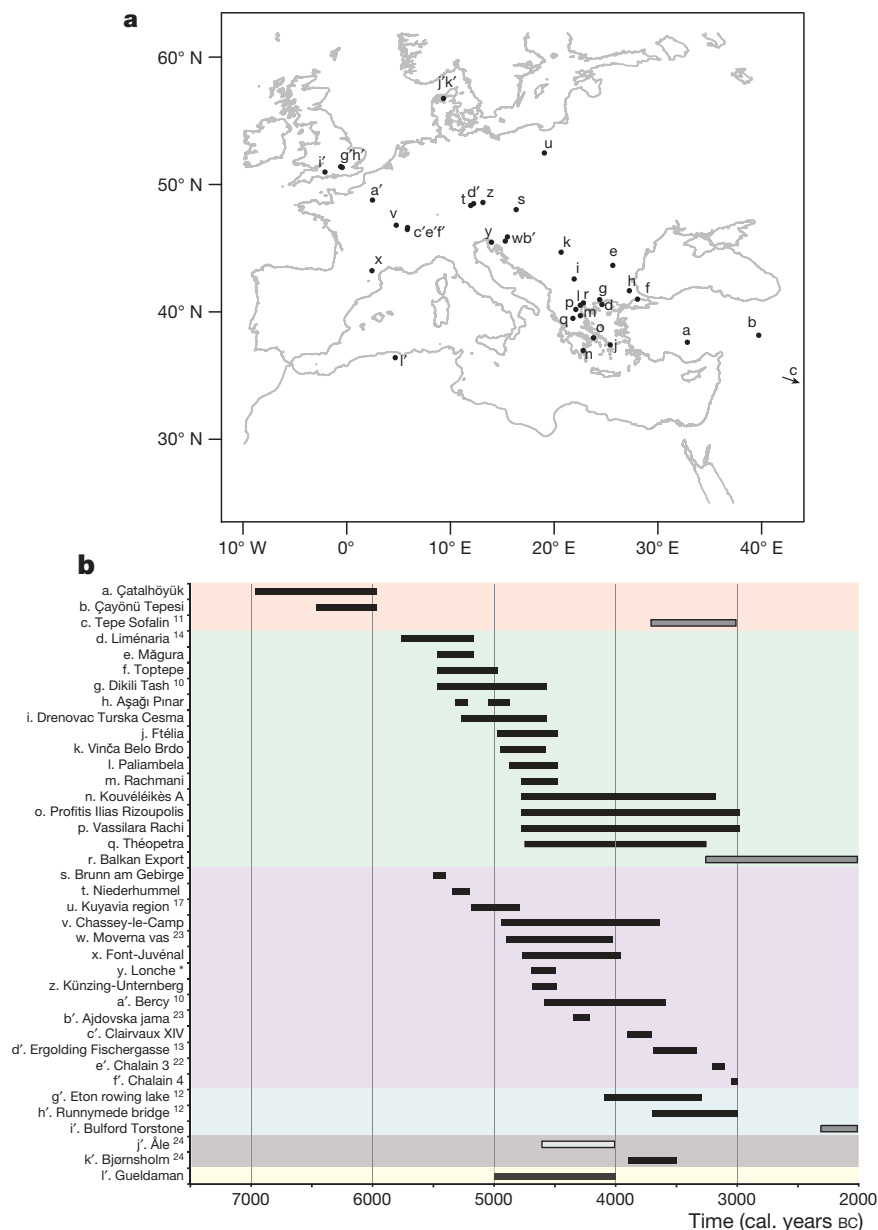 a
60° N
50° N
40° N
30° N
10° W 0° 10° E 20° E 30° E 40° E
j′k′
u
i′ g′h′
a′
t d′ z
s
v
c′e′f′
y wb′
k
e
x
i
h f
l r g
p d
m
q
o
n j
a
b
c
l′
b
a. Çatalhöyük
b. Çayönü Tepesi
c. Tepe Sofalin 11
d. Liménaria 14
e. Măgura
f. Toptepe
g. Dikili Tash 10
h. Aşağı Pınar
i. Drenovac Turska Cesma
j. Ftélia
k. Vinča Belo Brdo
l. Paliambela
m. Rachmani
n. Kouvéléikès A
o. Profitis Ilias Rizoupolis
p. Vassilara Rachi
q. Théopetra
r. Balkan Export
s. Brunn am Gebirge
t. Niederhummel
u. Kuyavia region 17
v. Chassey-le-Camp
w. Moverna vas 23
x. Font-Juvénal
y. Lonche *
z. Künzing-Unternberg
a′. Bercy 10
b′. Ajdovska jama 23
c′. Clairvaux XIV
d′. Ergolding Fischergasse 13
e′. Chalain 3 22
f′. Chalain 4
g′. Eton rowing lake 12
h′. Runnymede bridge 12
i′. Bulford Torstone
j′. Åle 24
k′. Bjørnsholm 24
l′. Gueldaman
7000 6000 5000 4000 3000 2000
Time (cal. years BC)